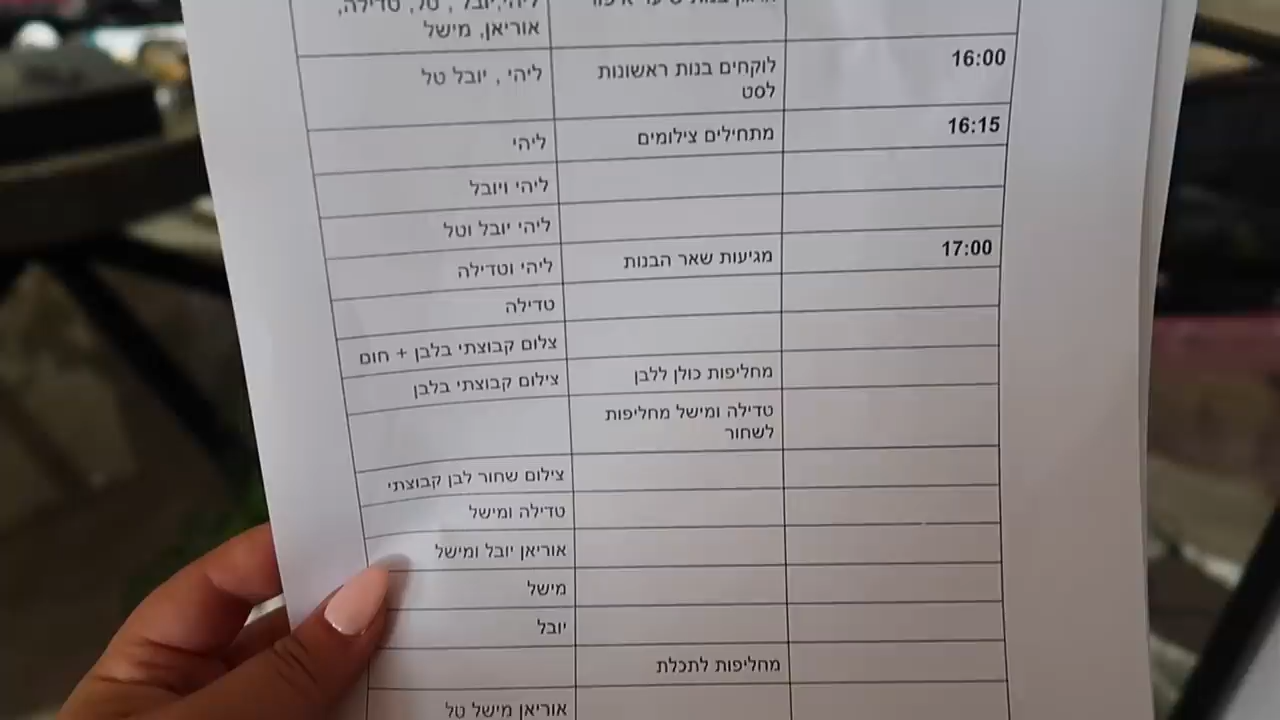 ליהי,יובל , טל, טדילה,
אוריאן, מישל
16:00
לוקחים בנות ראשונות
לסט
ליהי , יובל טל
16:15
מתחילים צילומים
ליהי
ליהי ויובל
ליהי יובל וטל
17:00
מגיעות שאר הבנות
ליהי וטדילה
טדילה
צלום קבוצתי בלבן + חום
מחליפות כולן ללבן
צילום קבוצתי בלבן
טדילה ומישל מחליפות
לשחור
צילום שחור לבן קבוצתי
טדילה ומישל
אוריאן יובל ומישל
מישל
יובל
מחליפות לתכלת
אוריאן מישל טל